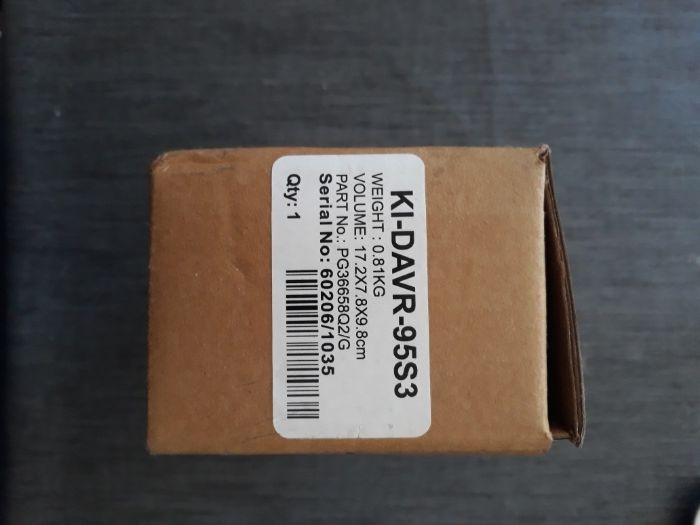 KI-DAVR-95S3
WEIGHT : 0.81KG
VOLUME: 17.2X7.8X9.8cm
PART No.: PG36658Q2/G
Serial No: 60206/1035
Qty: 1